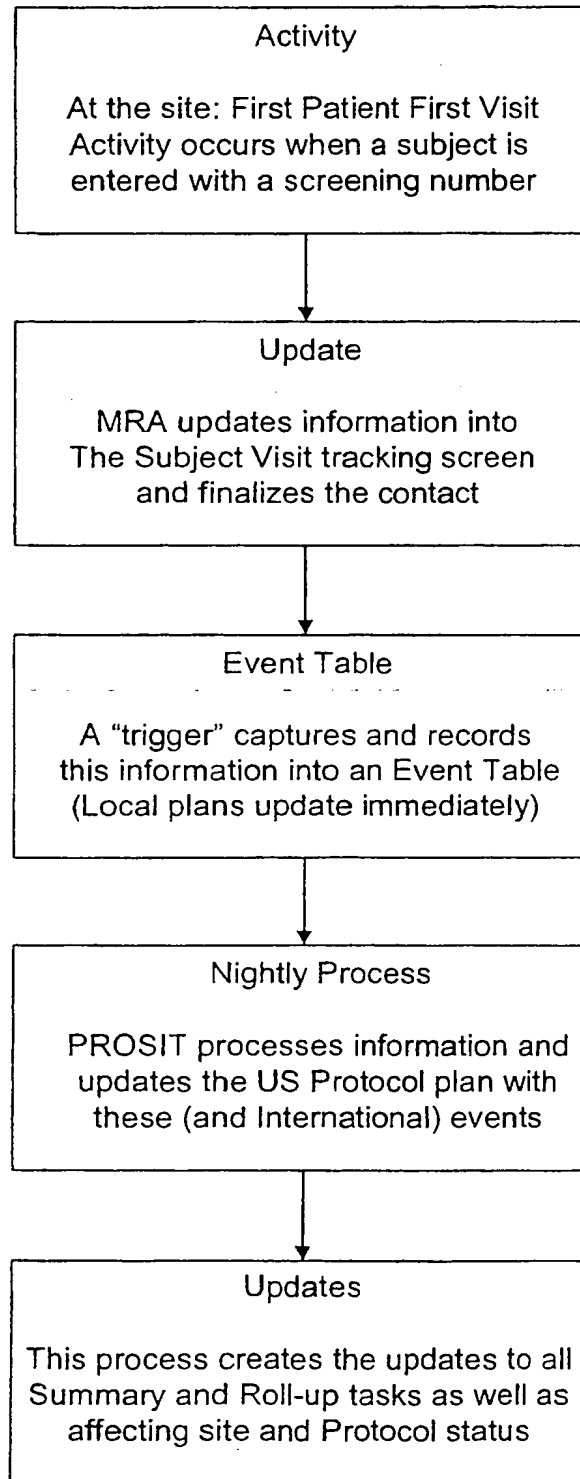 Activity
At the site: First Patient First Visit
Activity occurs when a subject is
entered with a screening number
Update
MRA updates information into
The Subject Visit tracking screen
and finalizes the contact
Event Table
A “trigger” captures and records
this information into an Event Table
(Local plans update immediately)
Nightly Process
PROSIT processes information and
updates the US Protocol plan with
these (and International) events
Updates
This process creates the updates to all
Summary and Roll-up tasks as well as
affecting site and Protocol status